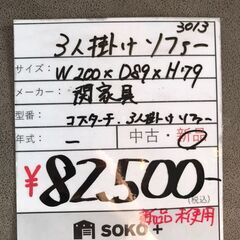 3013
3人掛けソファー
サイズ: W200×D89×H79
メーカー: 関家具
型番: コスターテ. 3人掛けソファー
年式: ー 中古・新品
¥82,500-
(税込)
新品未使用
SOKO+